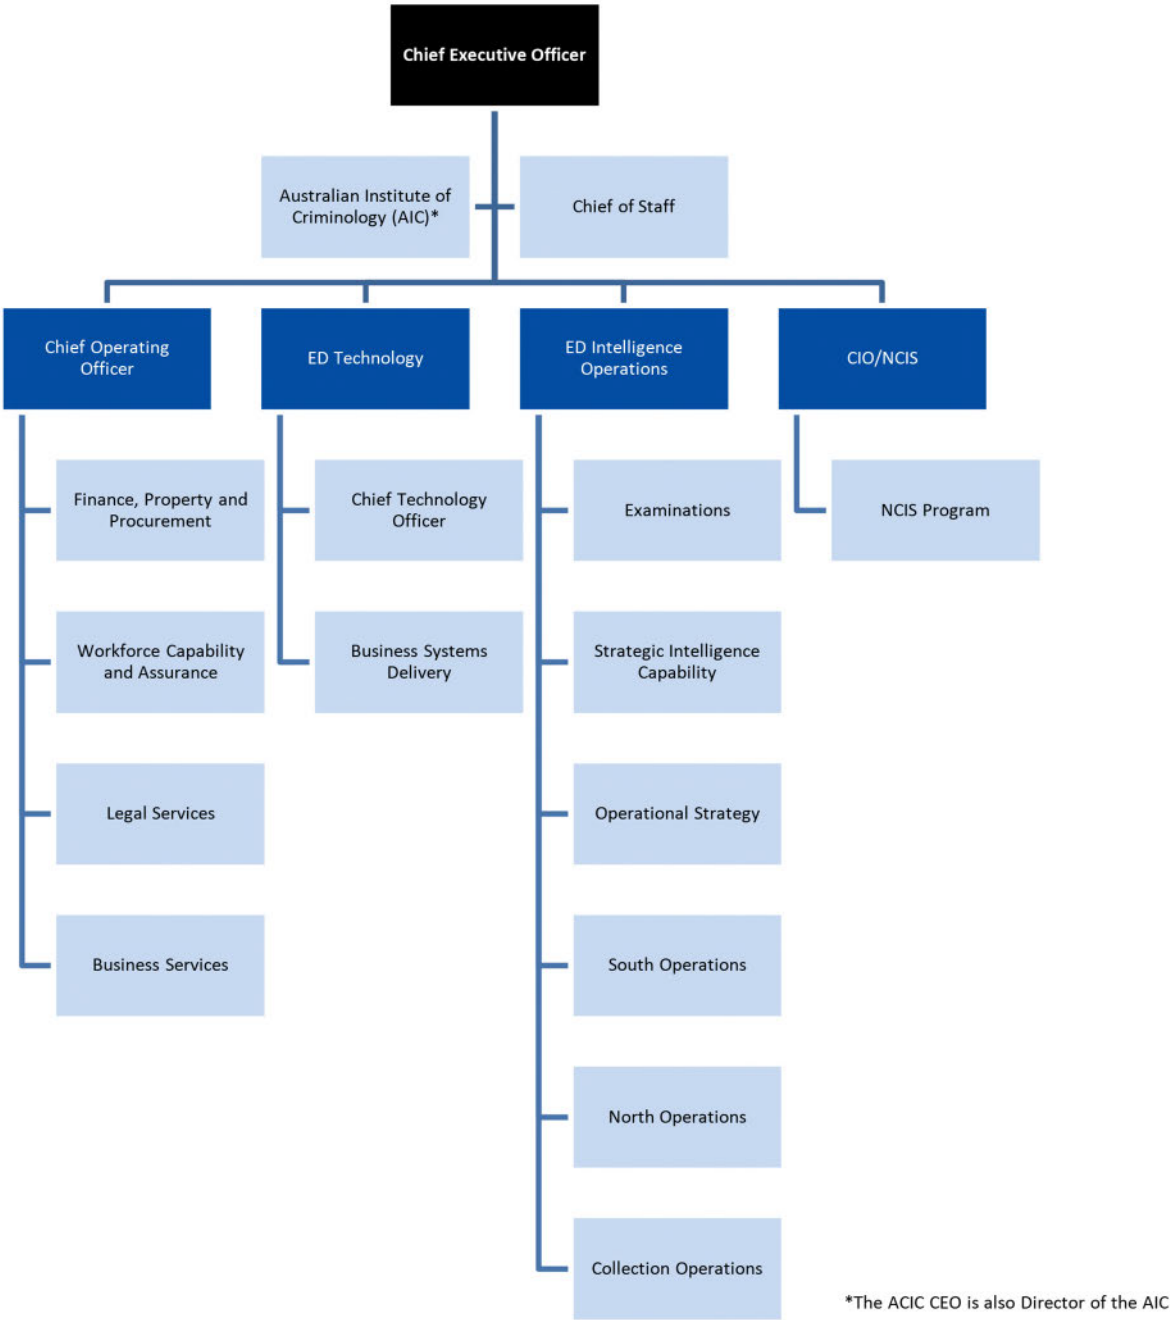 Chief Executive Officer
Australian Institute of
Criminology (AIC)*
Chief of Staff
Chief Operating
Officer
ED Technology
ED Intelligence
Operations
CIO/NCIS
Finance, Property and
Procurement
Workforce Capability
and Assurance
Legal Services
Business Services
Chief Technology
Officer
Business Systems
Delivery
Examinations
Strategic Intelligence
Capability
Operational Strategy
South Operations
North Operations
Collection Operations
NCIS Program
*The ACIC CEO is also Director of the AIC